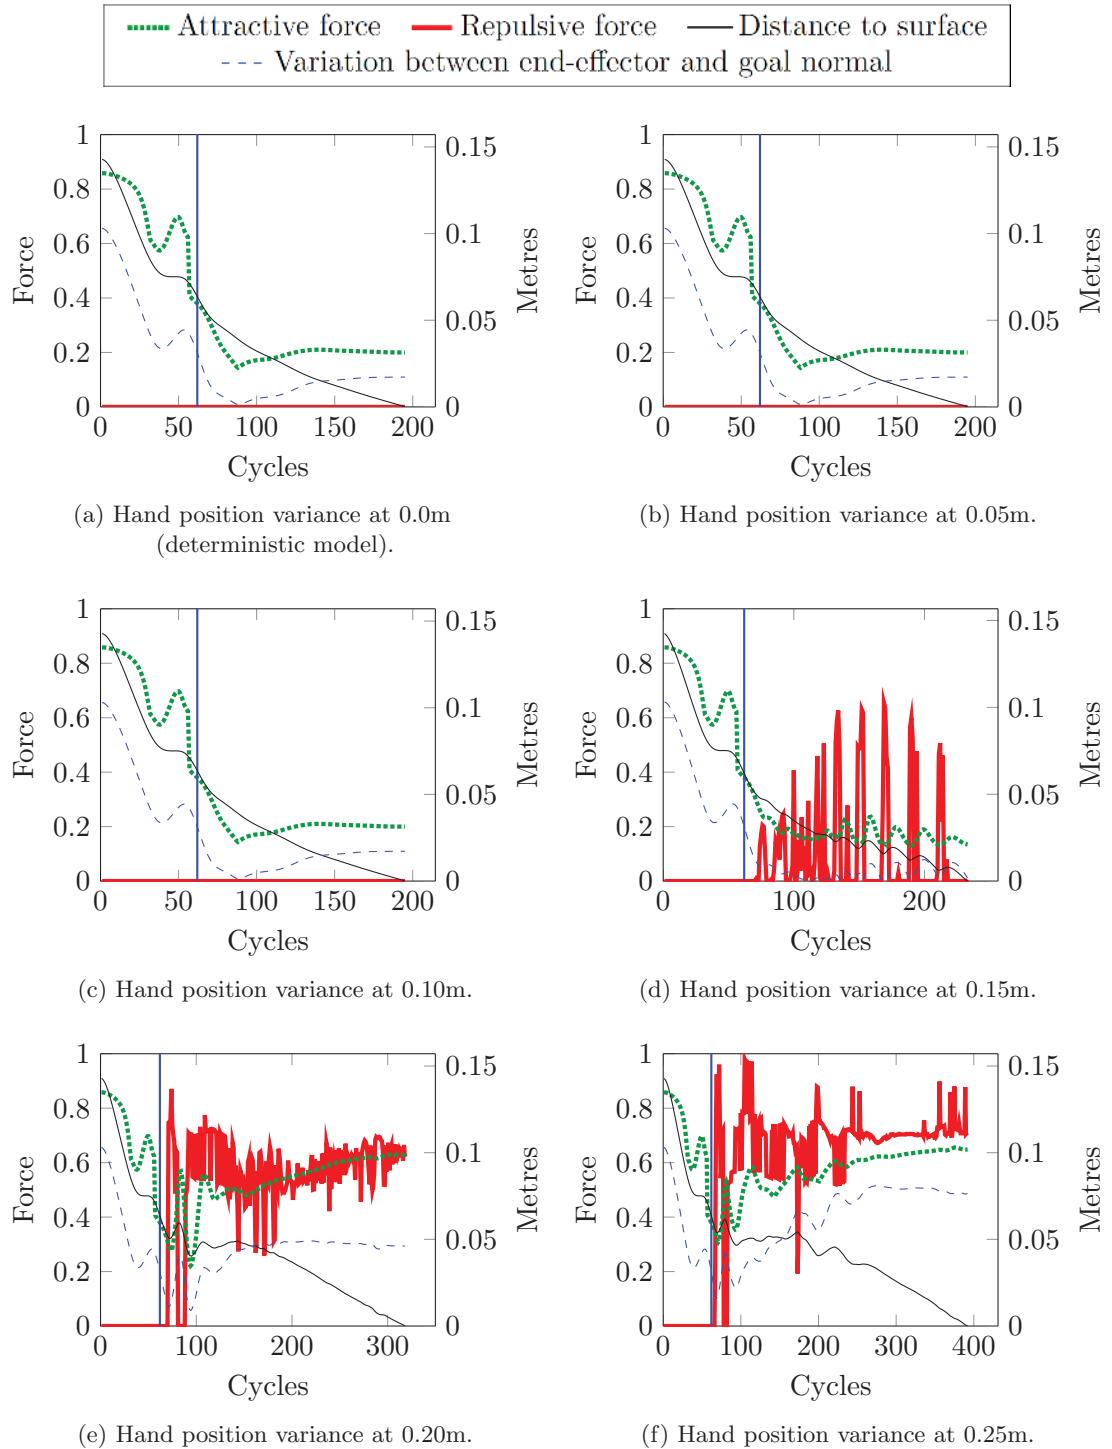 Attractive force Repulsive force Distance to surface
Variation between end-effector and goal normal
1
0.8
0.6
0.4
0.2
0
Force
0.15
0.1
0.05
0
Metres
0 50 100 150 200
Cycles
(a) Hand position variance at 0.0m
(deterministic model).
1
0.8
0.6
0.4
0.2
0
Force
0.15
0.1
0.05
0
Metres
0 50 100 150 200
Cycles
(b) Hand position variance at 0.05m.
1
0.8
0.6
0.4
0.2
0
Force
0.15
0.1
0.05
0
Metres
0 50 100 150 200
Cycles
(c) Hand position variance at 0.10m.
1
0.8
0.6
0.4
0.2
0
Force
0.15
0.1
0.05
0
Metres
0 100 200
Cycles
(d) Hand position variance at 0.15m.
1
0.8
0.6
0.4
0.2
0
Force
0.15
0.1
0.05
0
Metres
0 100 200 300
Cycles
(e) Hand position variance at 0.20m.
1
0.8
0.6
0.4
0.2
0
Force
0.15
0.1
0.05
0
Metres
0 100 200 300 400
Cycles
(f) Hand position variance at 0.25m.